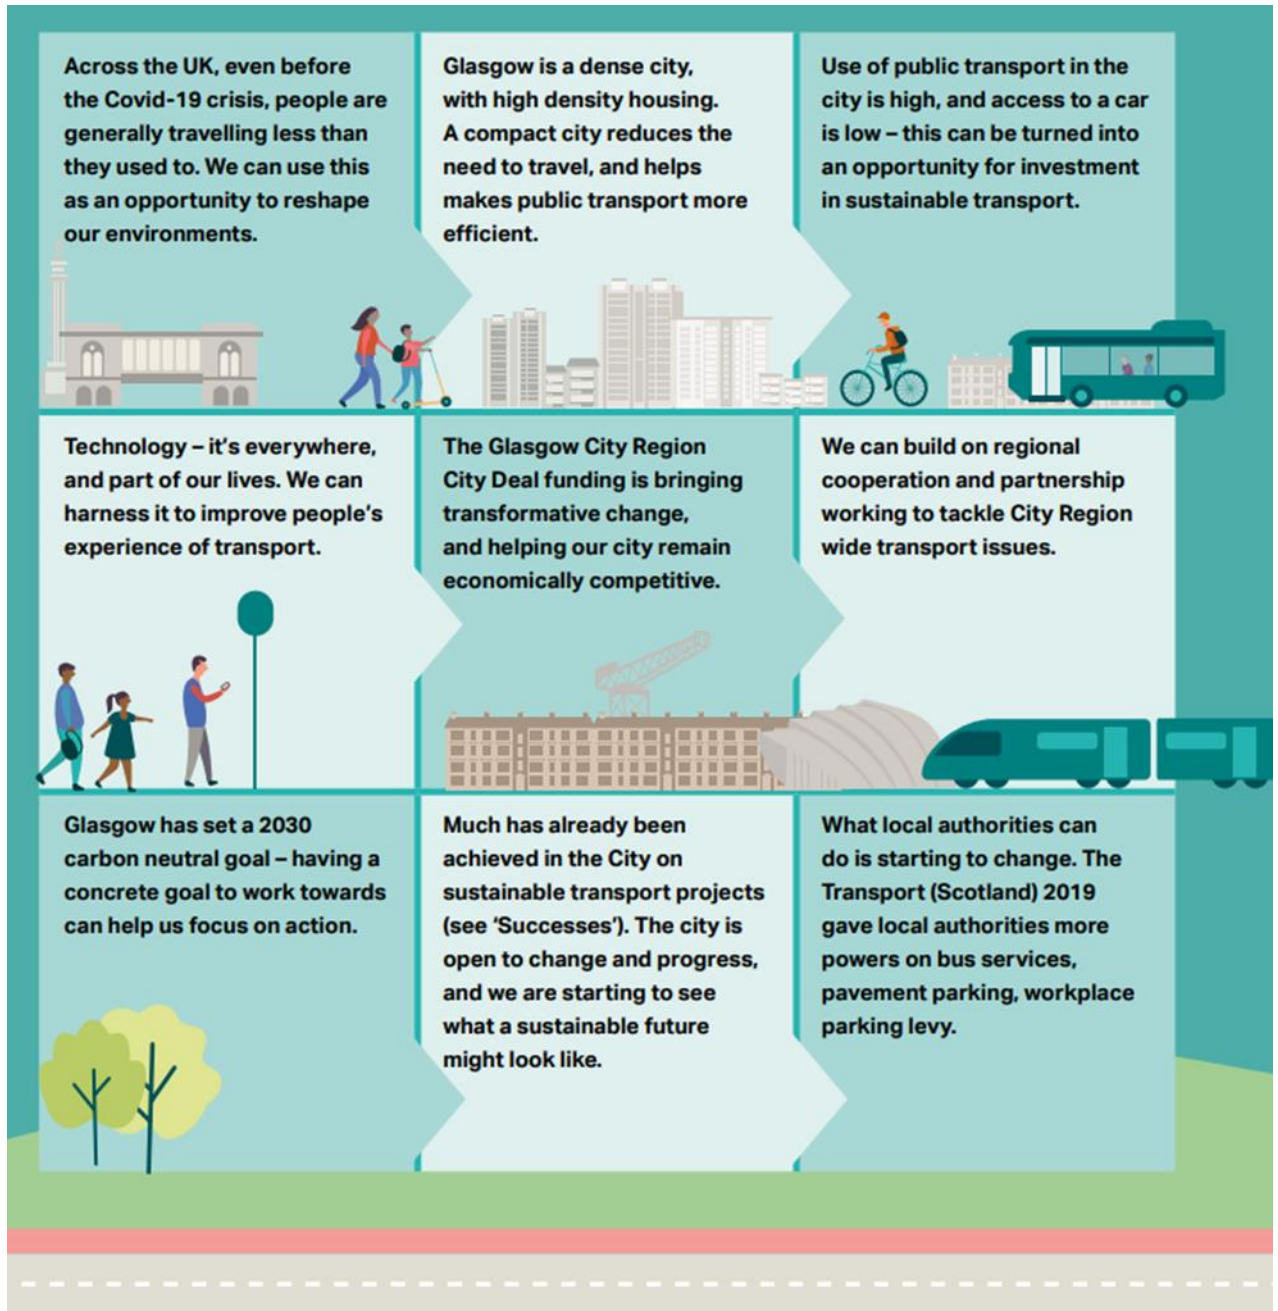 Across the UK, even before
the Covid-19 crisis, people are
generally travelling less than
they used to. We can use this
as an opportunity to reshape
our environments.
Glasgow is a dense city,
with high density housing.
A compact city reduces the
need to travel, and helps
makes public transport more
efficient.
Use of public transport in the
city is high, and access to a car
is low – this can be turned into
an opportunity for investment
in sustainable transport.
Technology – it’s everywhere,
and part of our lives. We can
harness it to improve people’s
experience of transport.
The Glasgow City Region
City Deal funding is bringing
transformative change,
and helping our city remain
economically competitive.
We can build on regional
cooperation and partnership
working to tackle City Region
wide transport issues.
Glasgow has set a 2030
carbon neutral goal – having a
concrete goal to work towards
can help us focus on action.
Much has already been
achieved in the City on
sustainable transport projects
(see ‘Successes’). The city is
open to change and progress,
and we are starting to see
what a sustainable future
might look like.
What local authorities can
do is starting to change. The
Transport (Scotland) 2019
gave local authorities more
powers on bus services,
pavement parking, workplace
parking levy.